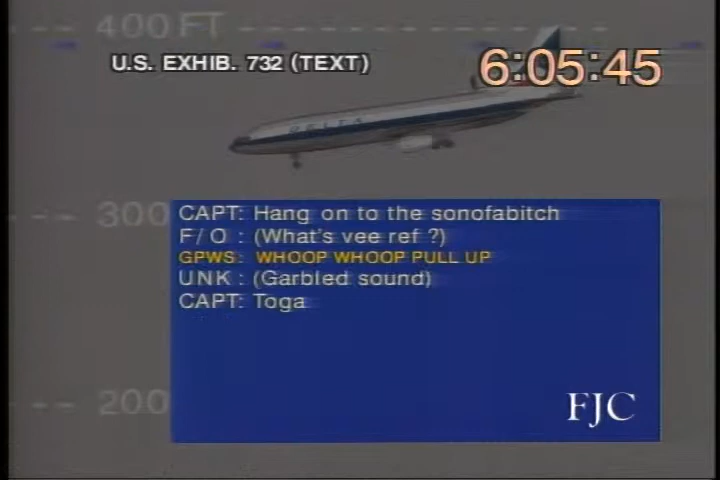 400 FT
U.S. EXHIB. 732 (TEXT)
6:05:45
DELTA
300
CAPT: Hang on to the sonofabitch
F/O : (What's vee ref ?)
GPWS: WHOOP WHOOP PULL UP
UNK : (Garbled sound)
CAPT: Toga
200
FJC